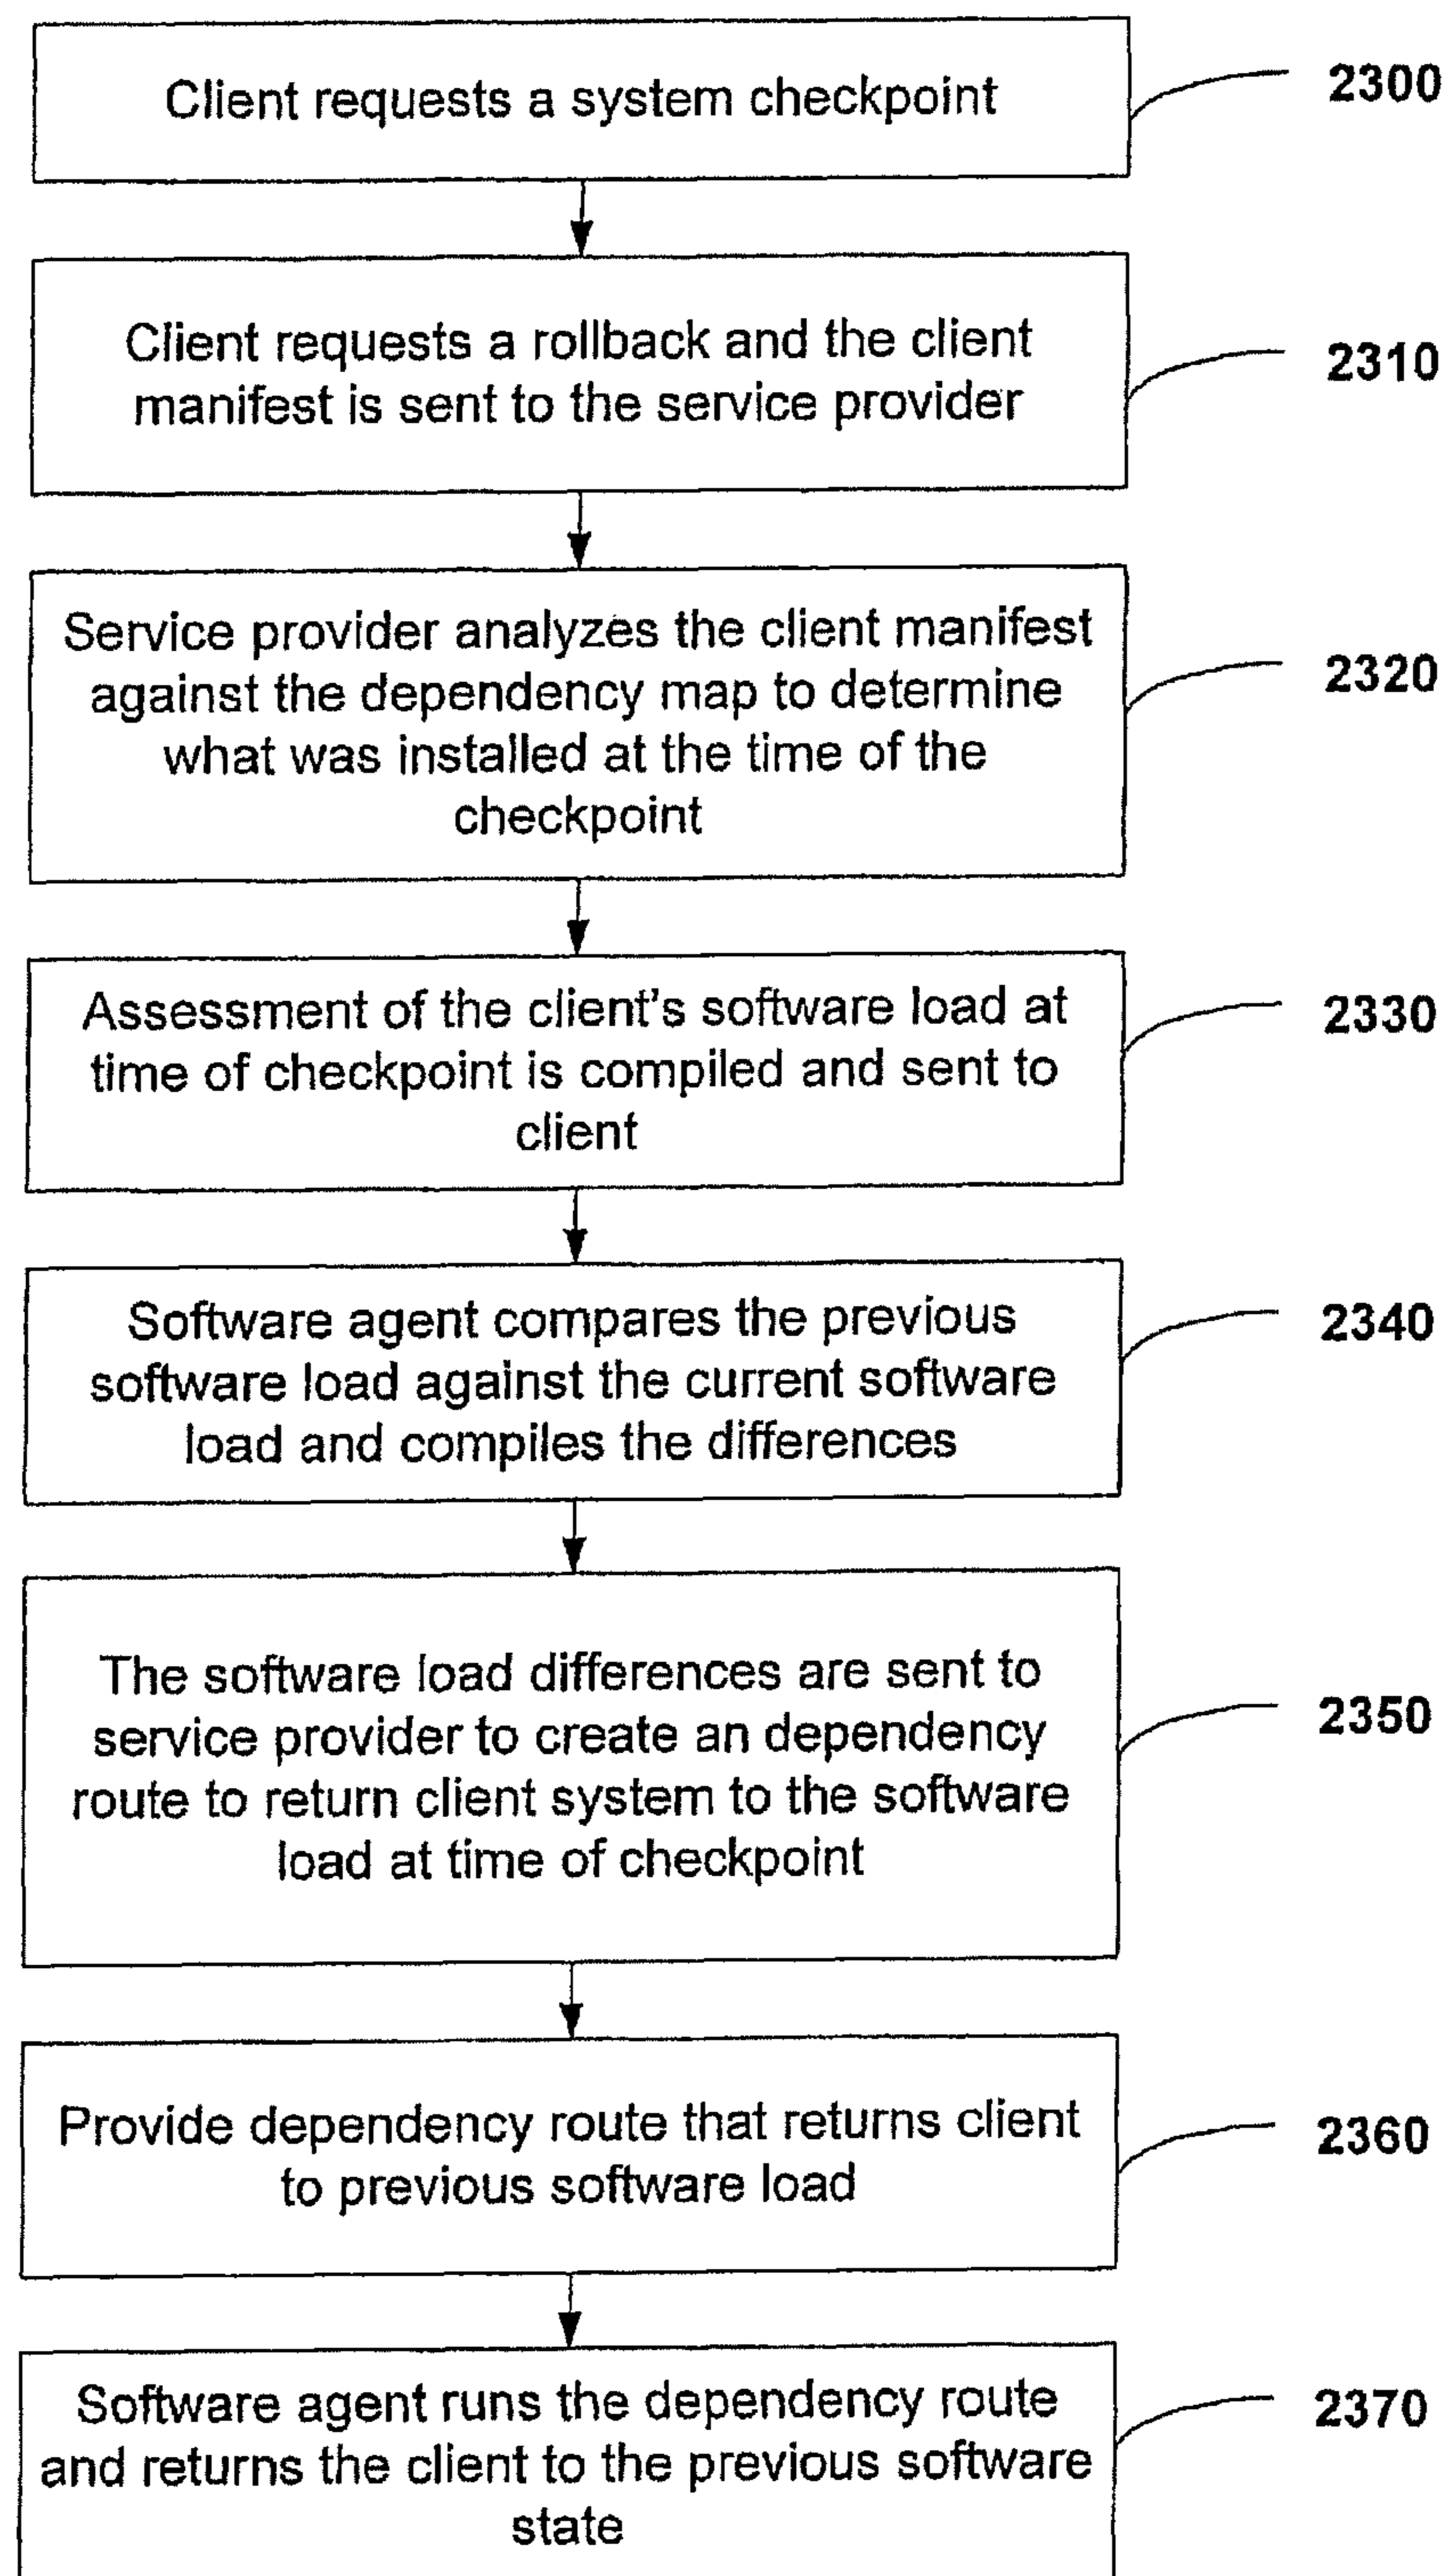 Client requests a system checkpoint
2300
Client requests a rollback and the client
manifest is sent to the service provider
2310
Service provider analyzes the client manifest
against the dependency map to determine
what was installed at the time of the
checkpoint
2320
Assessment of the client's software load at
time of checkpoint is compiled and sent to
client
2330
Software agent compares the previous
software load against the current software
load and compiles the differences
2340
The software load differences are sent to
service provider to create an dependency
route to return client system to the software
load at time of checkpoint
2350
Provide dependency route that returns client
to previous software load
2360
Software agent runs the dependency route
and returns the client to the previous software
state
2370